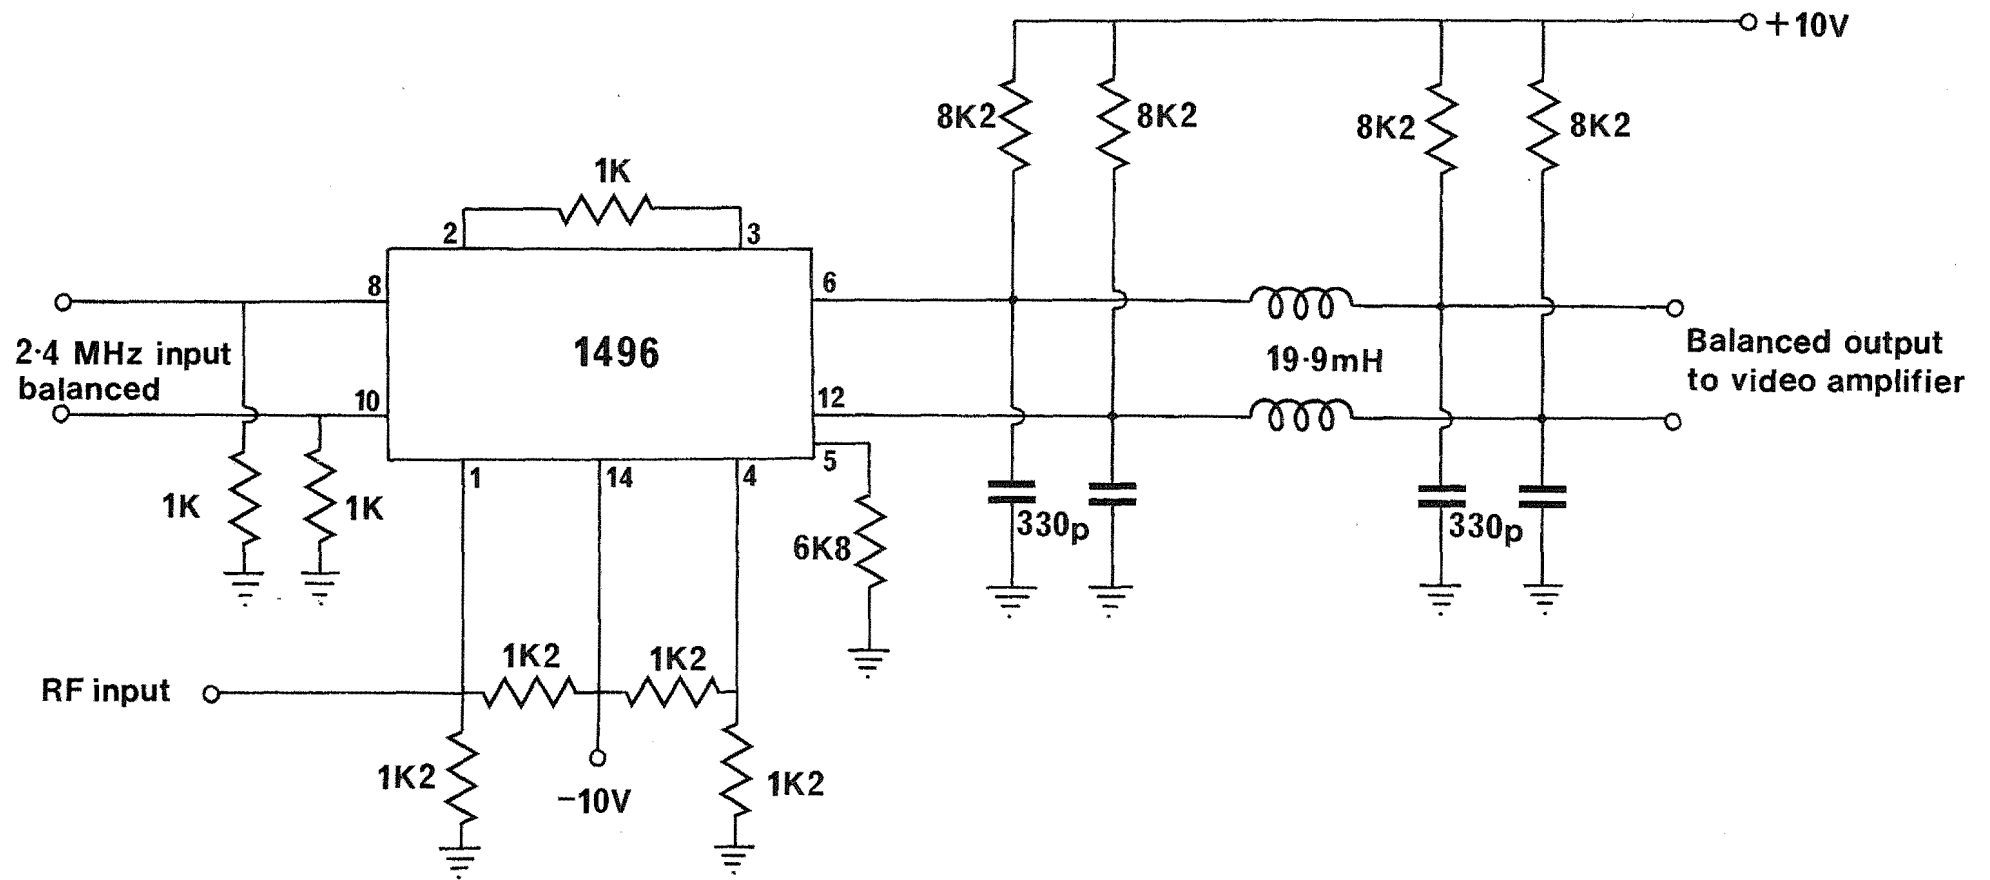 +10V
8K2
8K2
8K2
8K2
1K
2
3
8
6
2·4 MHz input
balanced
1496
19·9mH
Balanced output
to video amplifier
10
12
1
14
4
5
1K
1K
6K8
330p
330p
RF input
1K2
1K2
1K2
−10V
1K2